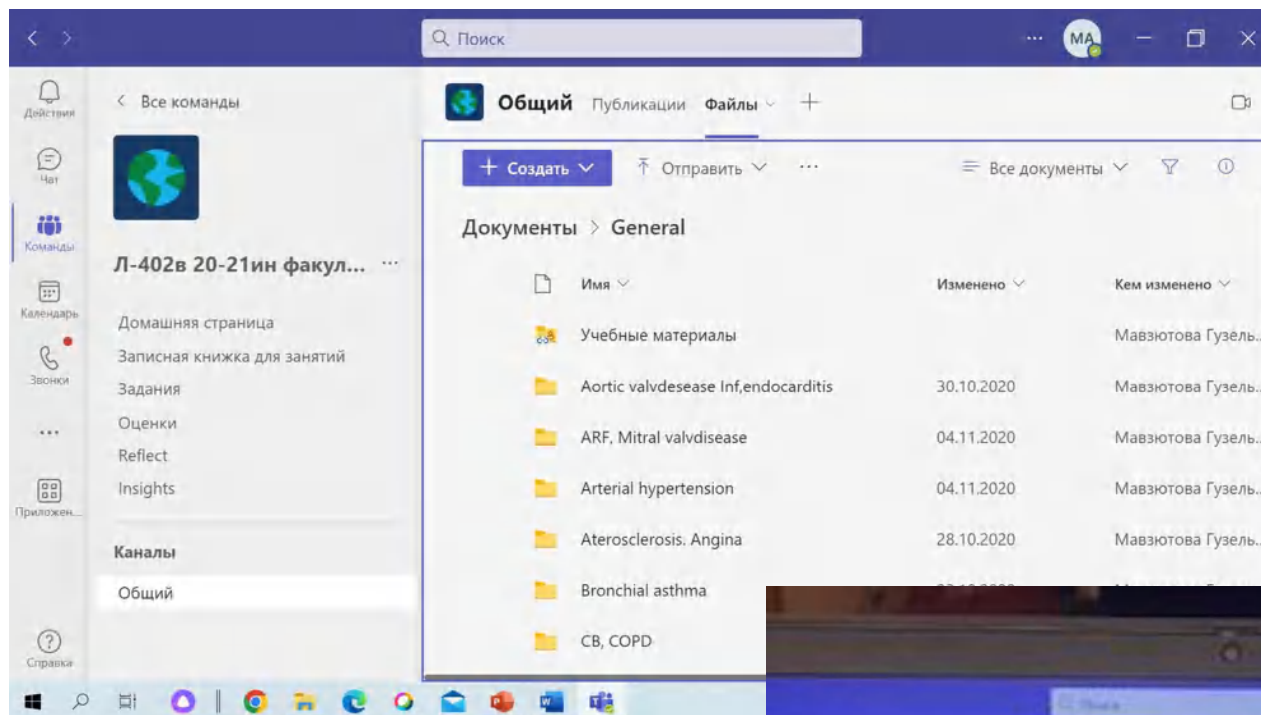 Поиск
MA
Действия
Чат
Команды
Календарь
Звонки
Приложен...
Справка
Все команды
Л-402в 20-21ин факул...
Домашняя страница
Записная книжка для занятий
Задания
Оценки
Reflect
Insights
Каналы
Общий
Общий Публикации Файлы
Создать Отправить Все документы
Документы > General
Имя Изменено Кем изменено
Учебные материалы Мавзютова Гузель..
Aortic valvdesease Inf,endocarditis 30.10.2020 Мавзютова Гузель..
ARF, Mitral valvdisease 04.11.2020 Мавзютова Гузель..
Arterial hypertension 04.11.2020 Мавзютова Гузель..
Aterosclerosis. Angina 28.10.2020 Мавзютова Гузель..
Bronchial asthma
CB, COPD